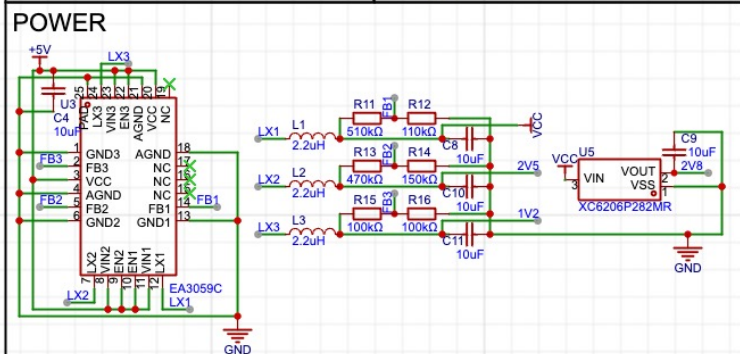 POWER
+5V
LX3
25 24 23 22 21 20 19
PAD LX3 VIN3 EN3 AGND VCC NC
U3
C4
10uF
1 GND3 AGND 18
FB3 2 FB3 NC 17
3 VCC NC 16
4 AGND NC 15
FB2 5 FB2 FB1 14 FB1
6 GND2 GND1 13
LX2 VIN2 EN2 EN1 VIN1 LX1
7 8 9 10 11 12
EA3059C
LX2
LX1
GND
R11 FB1 R12
LX1 L1 510kΩ 110kΩ VCC
2.2uH C8
10uF
R13 FB2 R14
LX2 L2 470kΩ 150kΩ 2V5
2.2uH C10
10uF
R15 FB3 R16
LX3 L3 100kΩ 100kΩ 1V2
2.2uH C11
10uF
U5 C9
10uF
VCC VIN VOUT 2 2V8
3 VSS 1
XC6206P282MR
GND